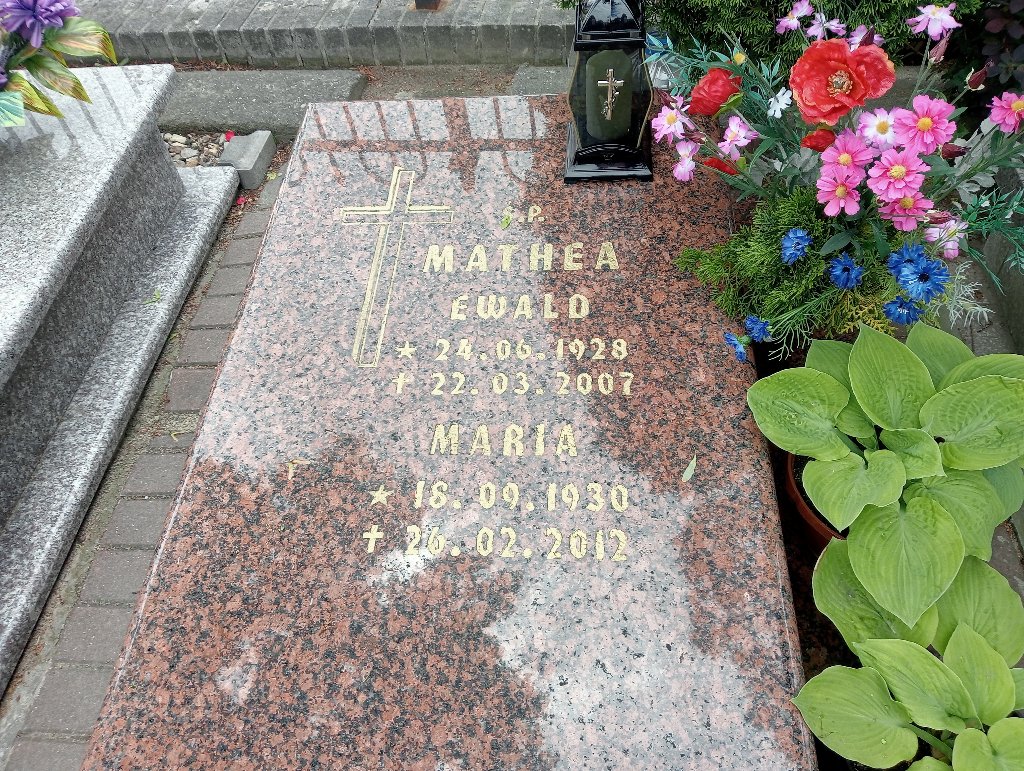 Ś.P.
MATHEA
EWALD
★ 24.06.1928
✝ 22.03.2007
MARIA
★ 18.09.1930
✝ 26.02.2012